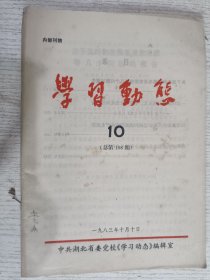 内部刊物
学習動態
10
(总第168期)
一九八三年十月十日
中共湖北省委党校《学习动态》编辑室